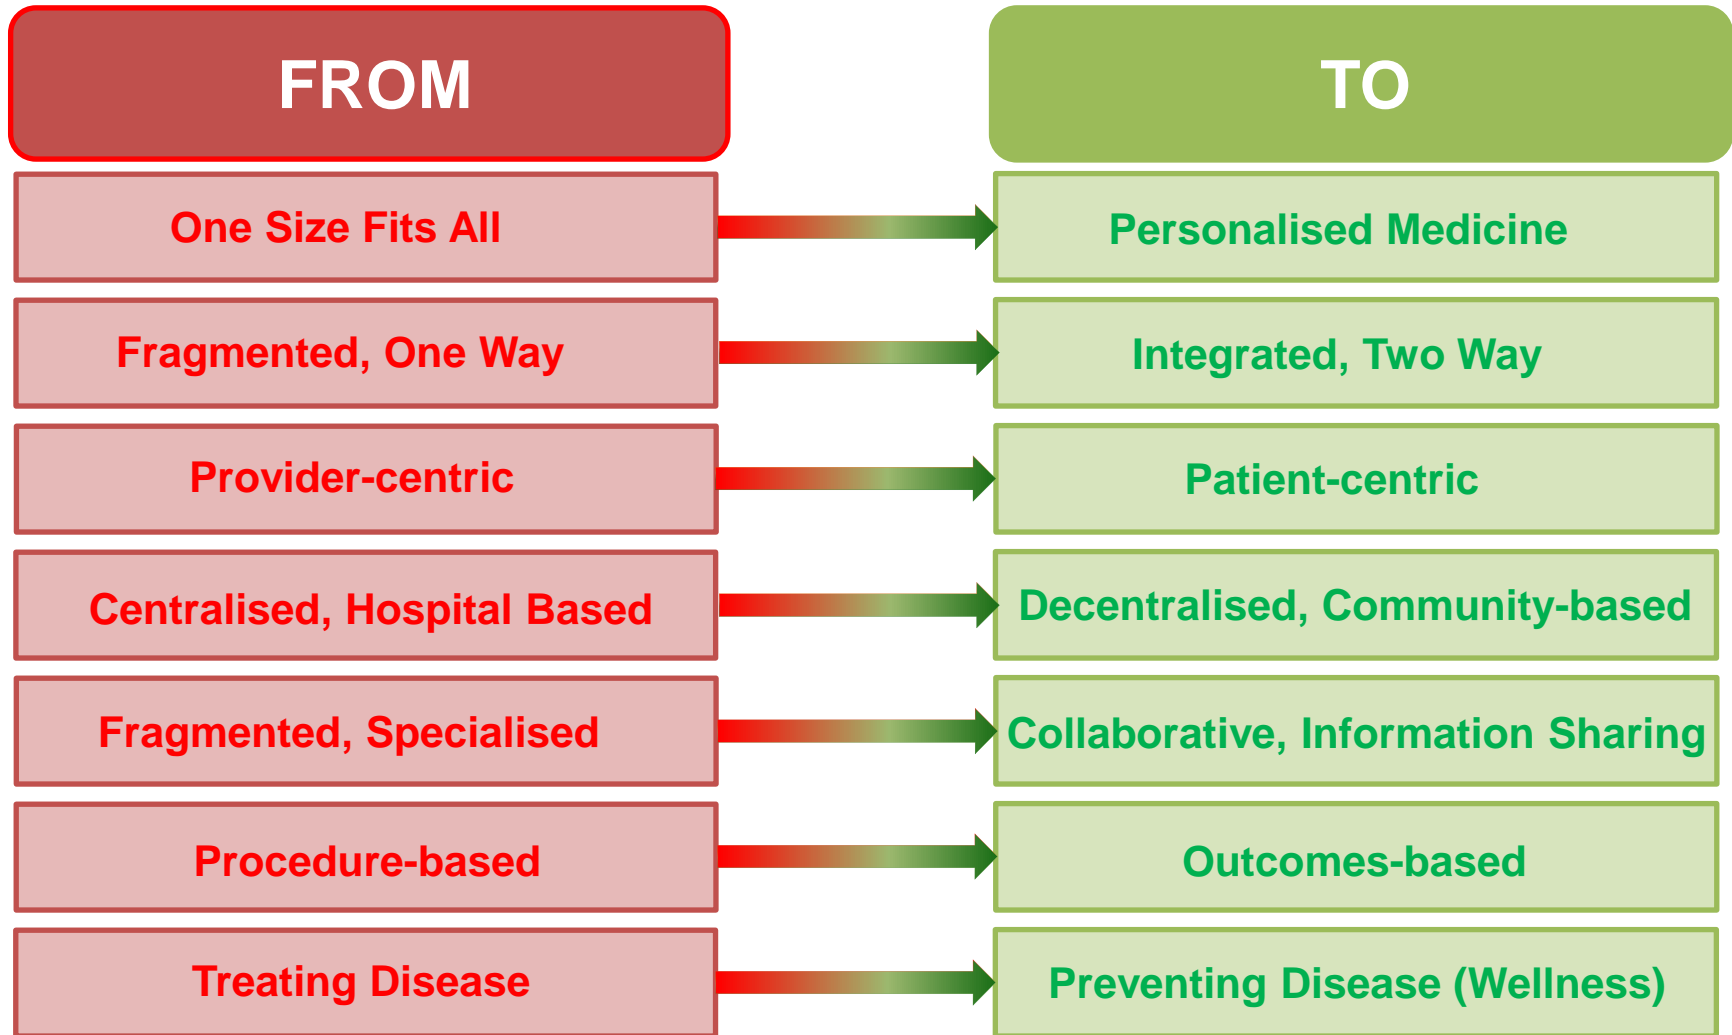 FROM
TO
One Size Fits All
Personalised Medicine
Fragmented, One Way
Integrated, Two Way
Provider-centric
Patient-centric
Centralised, Hospital Based
Decentralised, Community-based
Fragmented, Specialised
Collaborative, Information Sharing
Procedure-based
Outcomes-based
Treating Disease
Preventing Disease (Wellness)